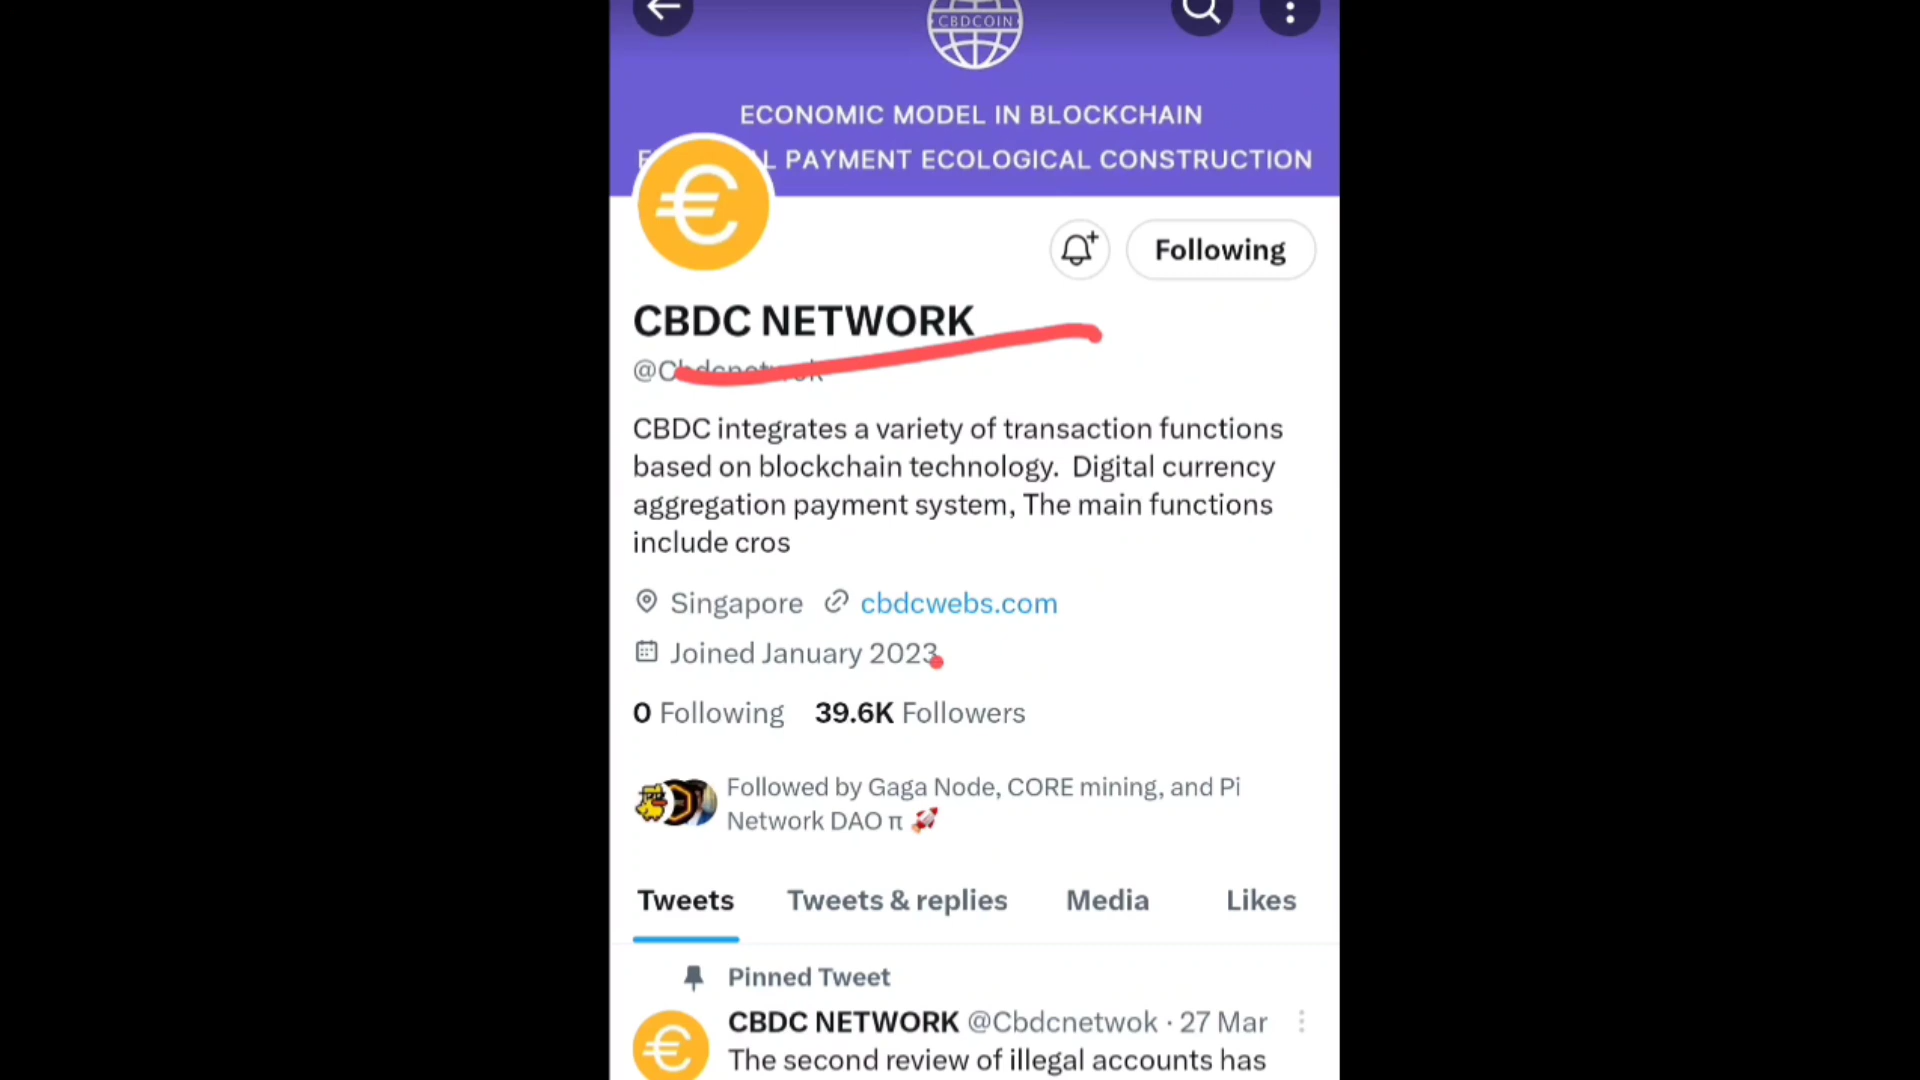 CBDCOIN
ECONOMIC MODEL IN BLOCKCHAIN
PAYMENT ECOLOGICAL CONSTRUCTION
Following
CBDC NETWORK
CBDC integrates a variety of transaction functions
based on blockchain technology. Digital currency
aggregation payment system, The main functions
include cros
Singapore cbdcwebs.com
Joined January 2023
0 Following 39.6K Followers
Followed by Gaga Node, CORE mining, and Pi
Network DAO π 🚀
Tweets Tweets & replies Media Likes
Pinned Tweet
CBDC NETWORK @Cbdcnetwok · 27 Mar
The second review of illegal accounts has